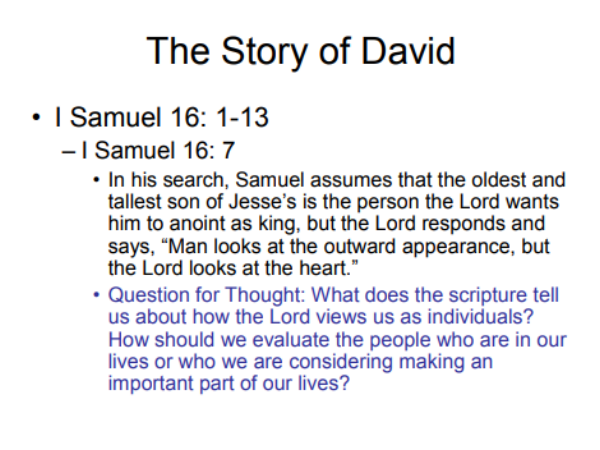 The Story of David
• I Samuel 16: 1-13
– I Samuel 16: 7
• In his search, Samuel assumes that the oldest and
tallest son of Jesse's is the person the Lord wants
him to anoint as king, but the Lord responds and
says, “Man looks at the outward appearance, but
the Lord looks at the heart.”
• Question for Thought: What does the scripture tell
us about how the Lord views us as individuals?
How should we evaluate the people who are in our
lives or who we are considering making an
important part of our lives?